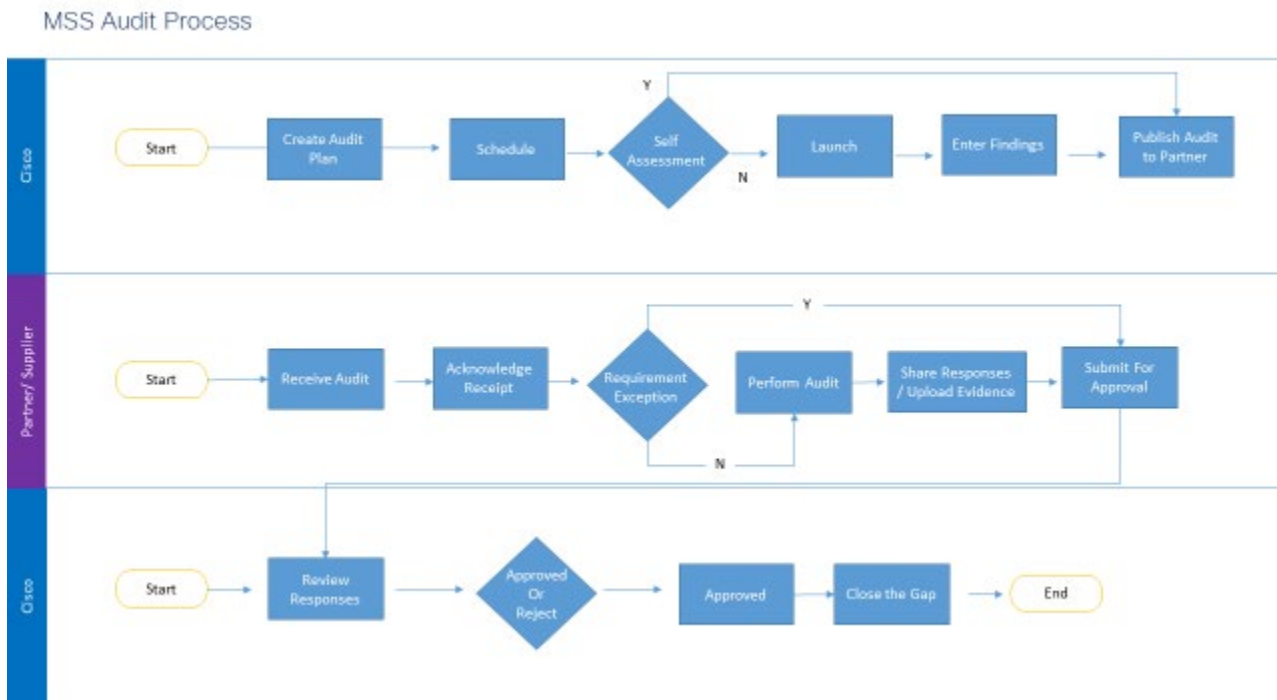 MSS Audit Process
Cisco
Start
Create Audit
Plan
Schedule
Y
Self
Assessment
N
Launch
Enter Findings
Publish Audit
to Partner
Partner/ Supplier
Start
Receive Audit
Acknowledge
Receipt
Requirement
Exception
Y
N
Perform Audit
Share Responses
/ Upload Evidence
Submit For
Approval
Cisco
Start
Review
Responses
Approved
Or
Reject
Approved
Close the Gap
End